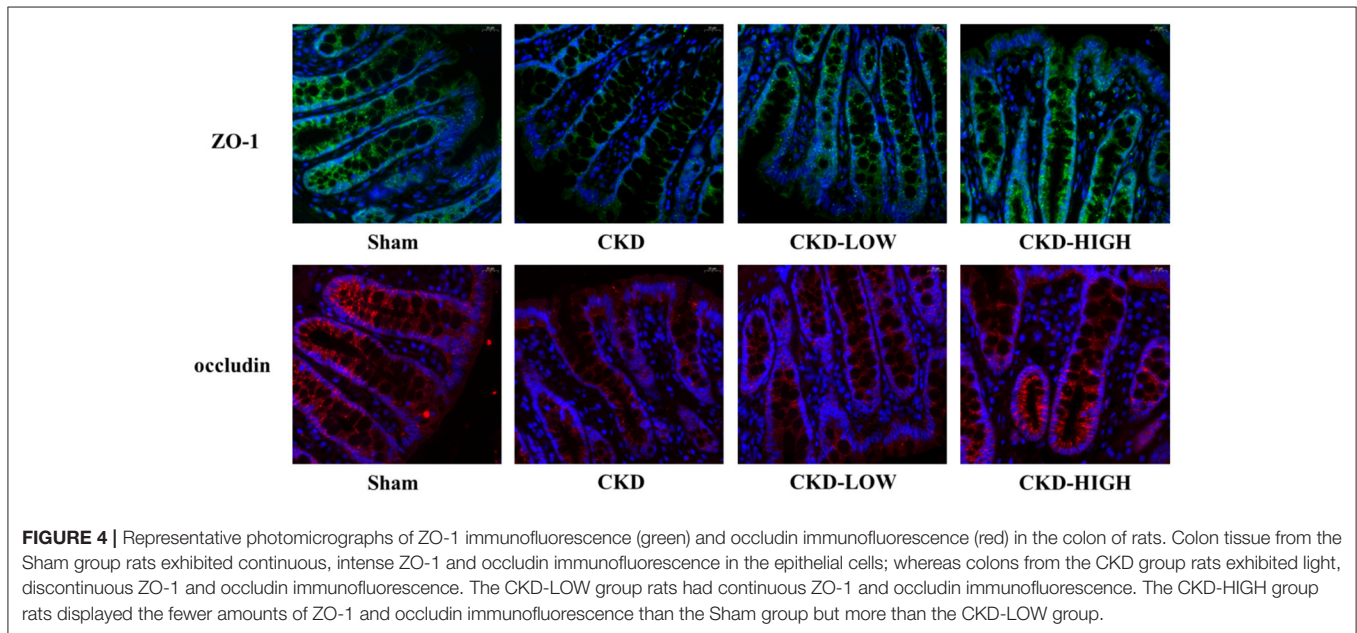 ZO-1
Sham CKD CKD-LOW CKD-HIGH
occludin
Sham CKD CKD-LOW CKD-HIGH
FIGURE 4 | Representative photomicrographs of ZO-1 immunofluorescence (green) and occludin immunofluorescence (red) in the colon of rats. Colon tissue from the
Sham group rats exhibited continuous, intense ZO-1 and occludin immunofluorescence in the epithelial cells; whereas colons from the CKD group rats exhibited light,
discontinuous ZO-1 and occludin immunofluorescence. The CKD-LOW group rats had continuous ZO-1 and occludin immunofluorescence. The CKD-HIGH group
rats displayed the fewer amounts of ZO-1 and occludin immunofluorescence than the Sham group but more than the CKD-LOW group.